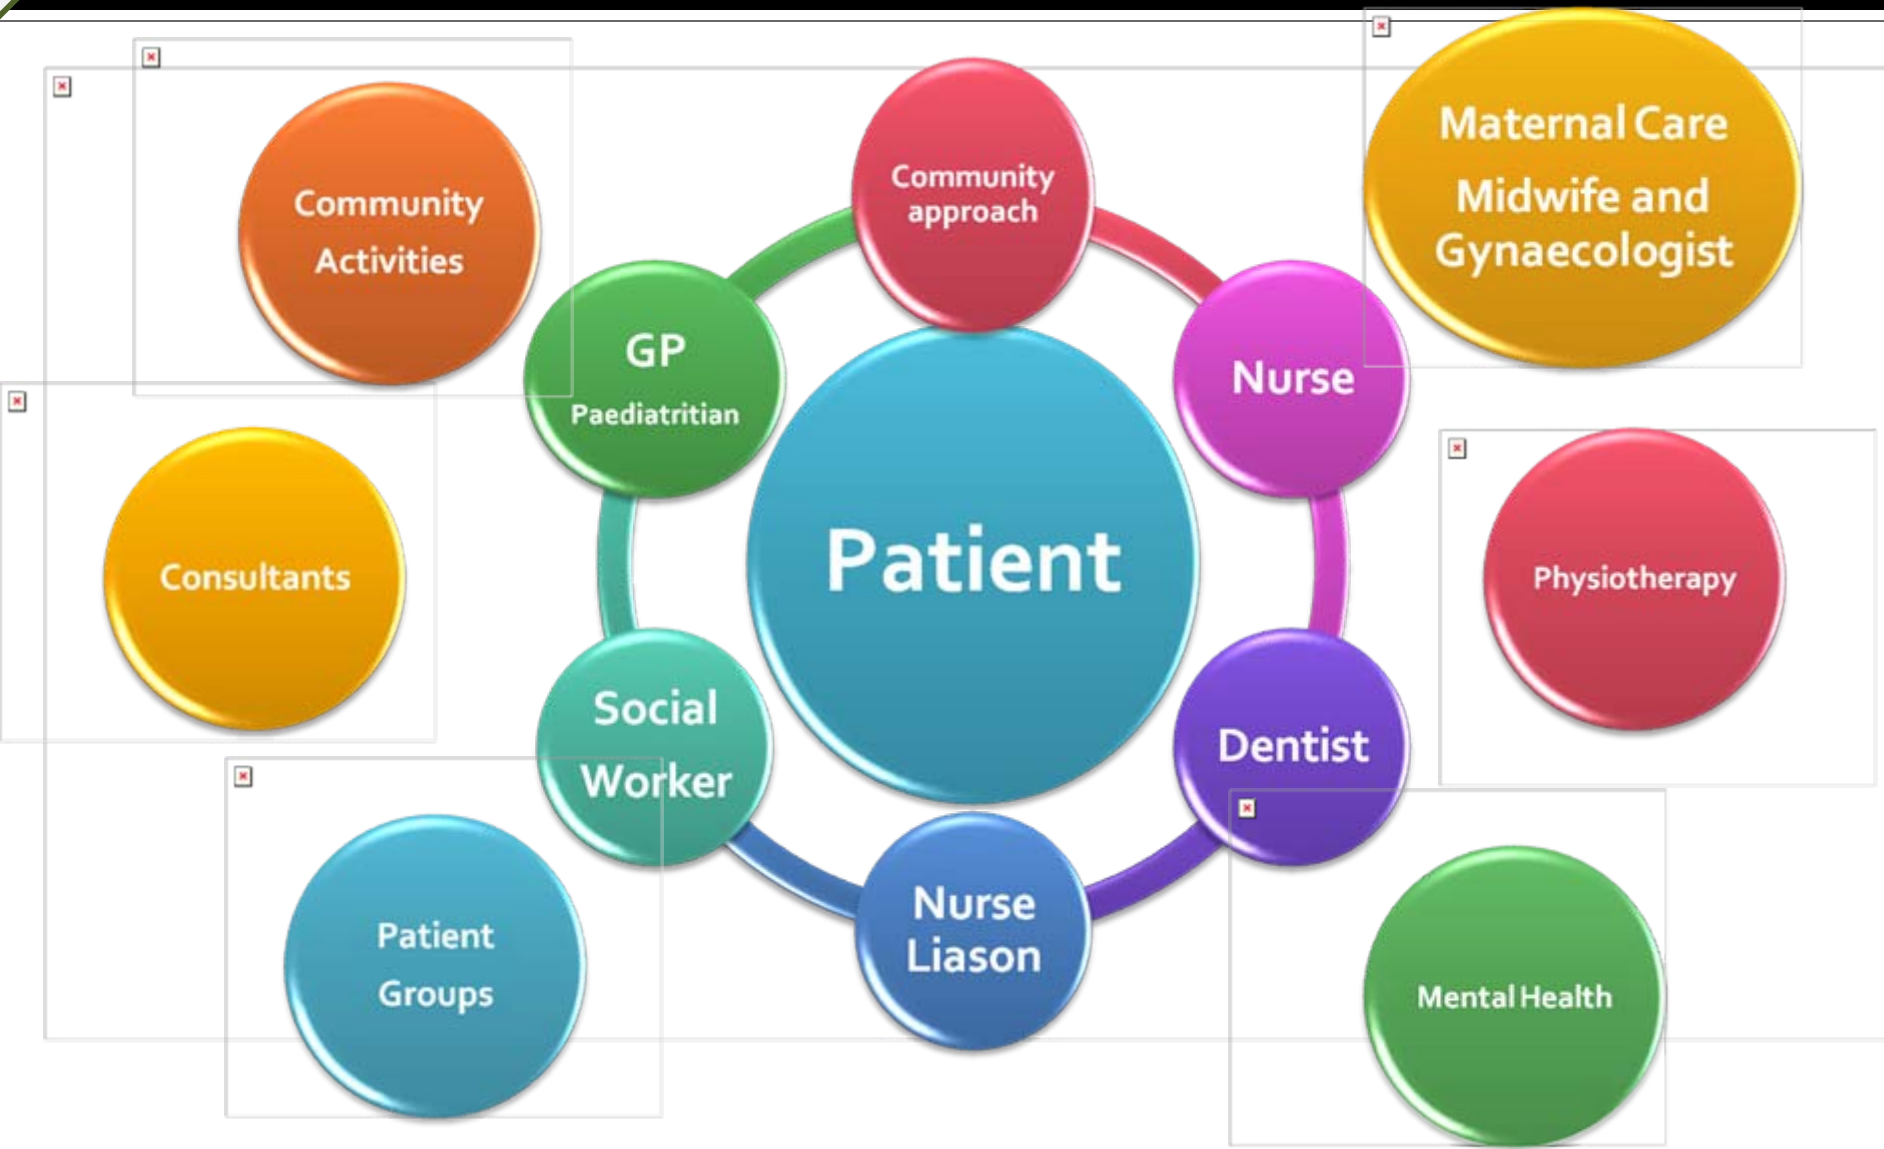 Community
Activities
Community
approach
Maternal Care
Midwife and
Gynaecologist
GP
Paediatritian
Nurse
Consultants
Patient
Physiotherapy
Social
Worker
Dentist
Patient
Groups
Nurse
Liason
Mental Health